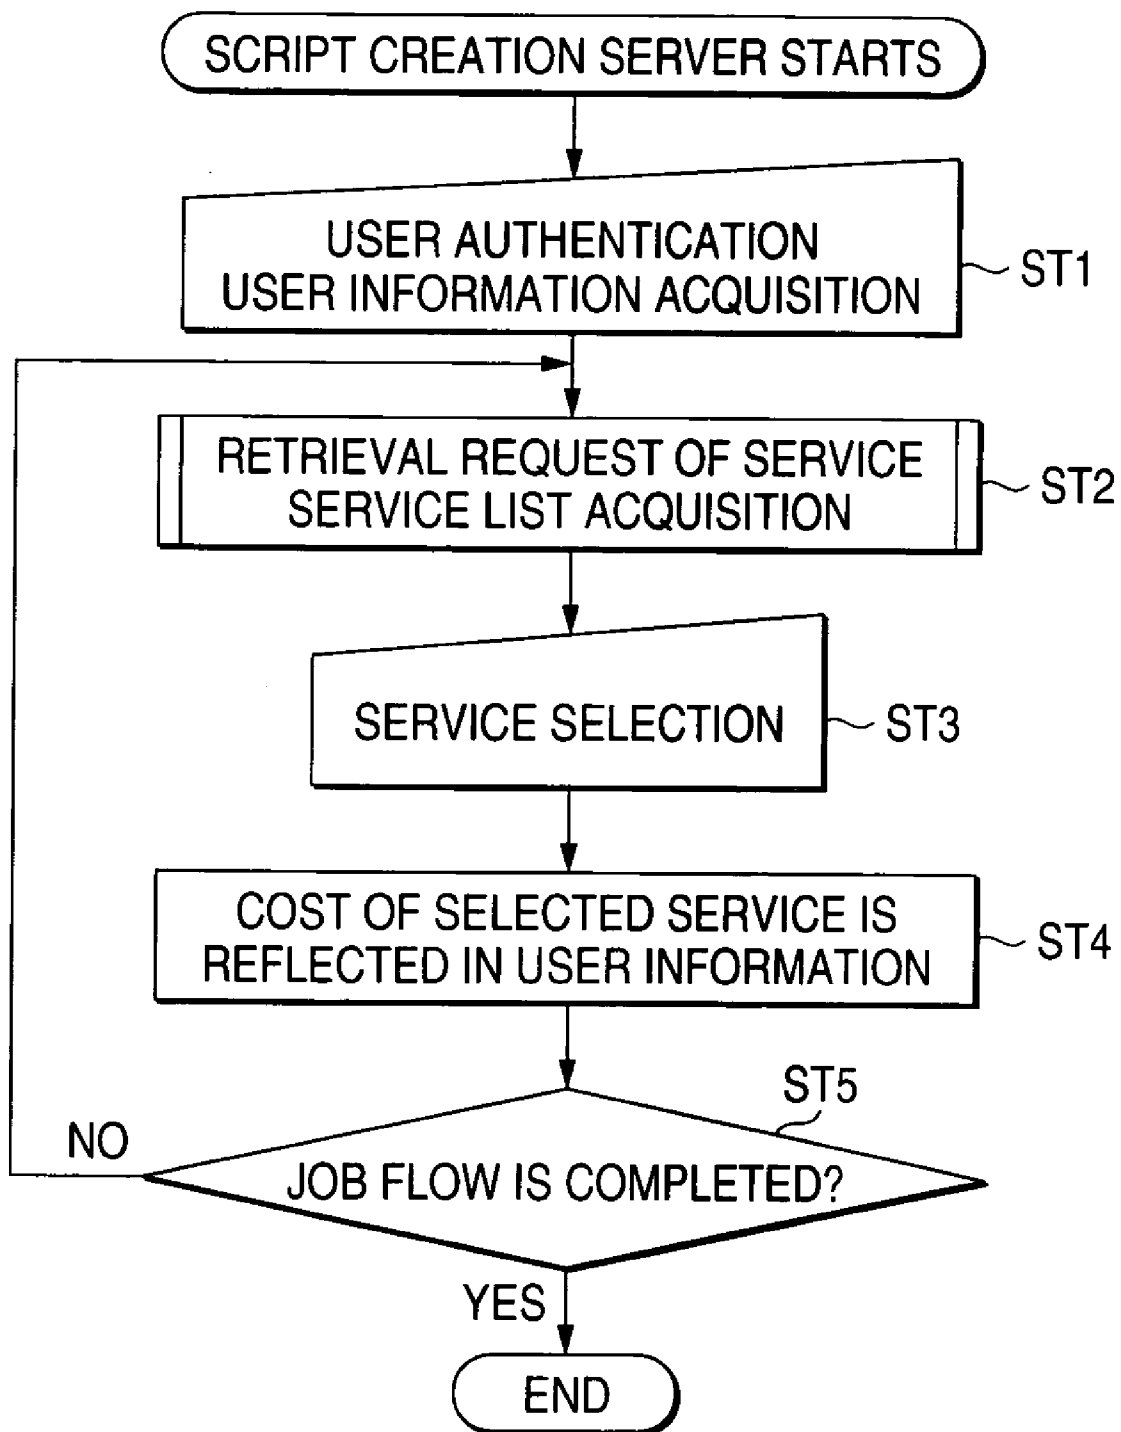 SCRIPT CREATION SERVER STARTS
USER AUTHENTICATION
USER INFORMATION ACQUISITION
ST1
RETRIEVAL REQUEST OF SERVICE
SERVICE LIST ACQUISITION
ST2
SERVICE SELECTION
ST3
COST OF SELECTED SERVICE IS
REFLECTED IN USER INFORMATION
ST4
ST5
NO
JOB FLOW IS COMPLETED?
YES
END